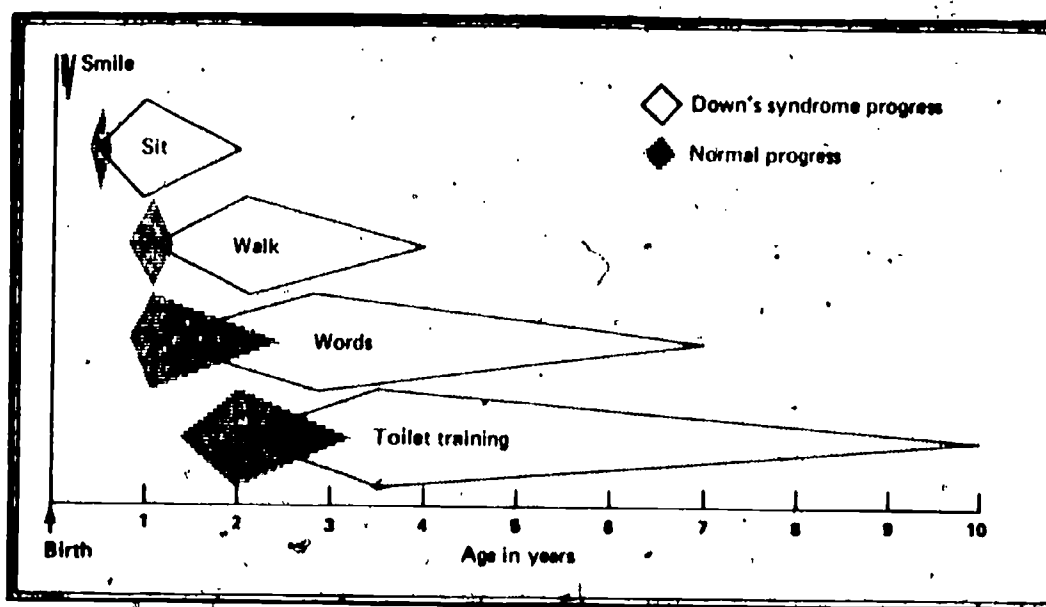 Smile
Down's syndrome progress
Sit
Normal progress
Walk
Words
Toilet training
1 2 3 4 5 6 7 8 9 10
Birth
Age in years